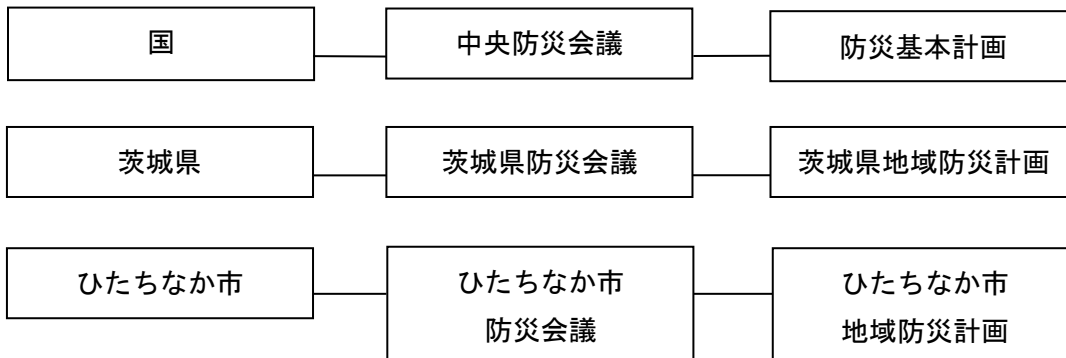 国
中央防災会議
防災基本計画
茨城県
茨城県防災会議
茨城県地域防災計画
ひたちなか市
ひたちなか市
防災会議
ひたちなか市
地域防災計画